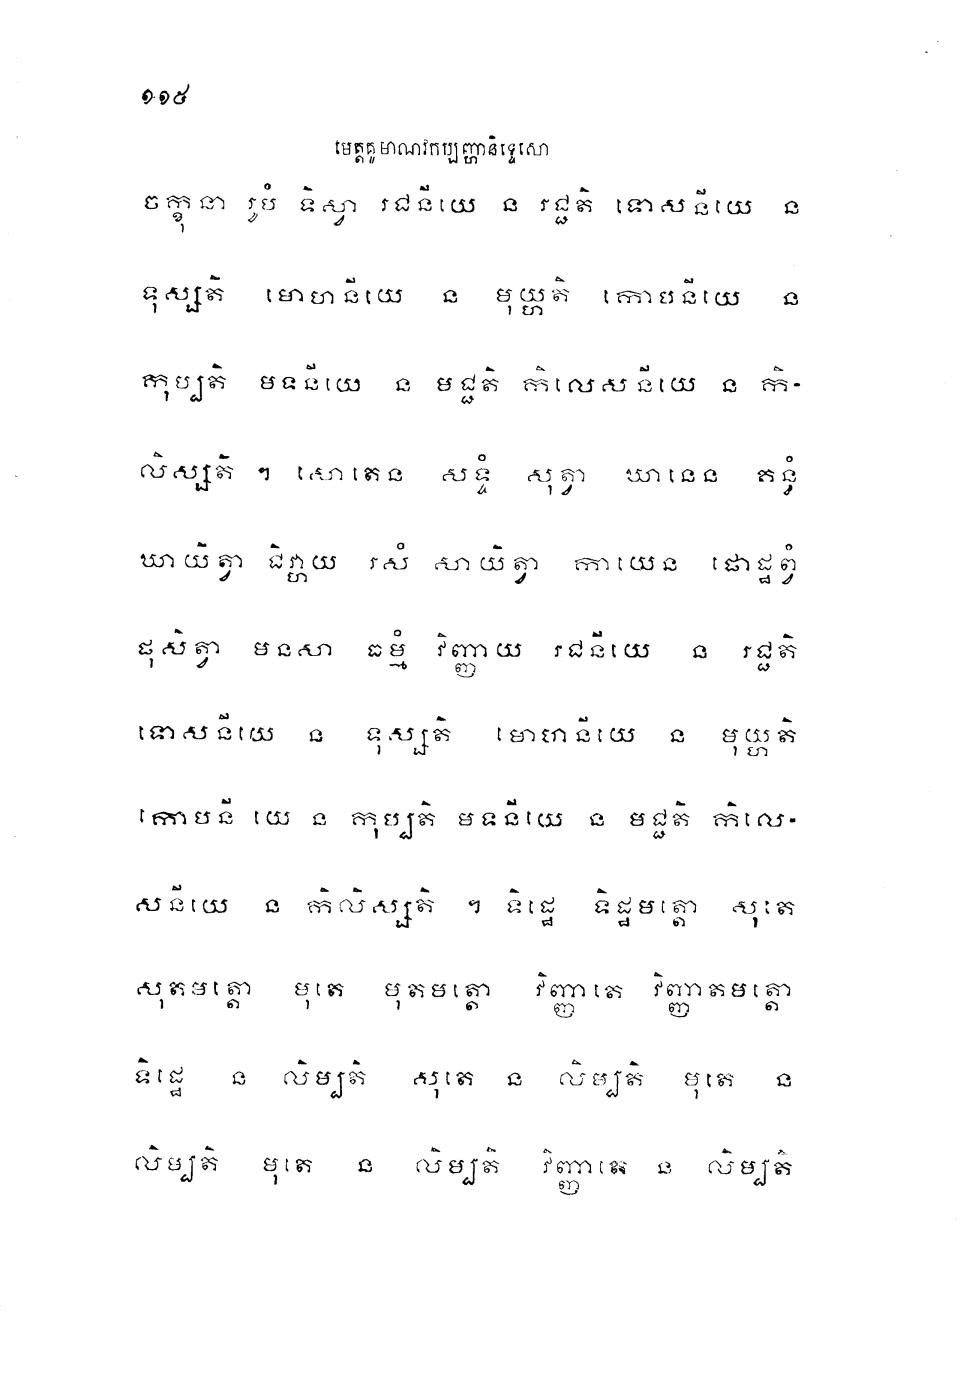 ១១៥
មេត្តគូមាណវកប្បញ្ហានិទ្ទេសោ
ចក្ខុនា រូបំ ទិស្វា រជនីយេ ន រជ្ជតិ ទោសនីយេ ន
ទុស្សតិ មោហនីយេ ន មុយ្ហតិ កោបនីយេ ន
កុប្បតិ មទនីយេ ន មជ្ជតិ កិលេសនីយេ ន កិ-
លិស្សតិ ។ សោតេន សទ្ទំ សុត្វា ឃានេន គន្ធំ
ឃាយិត្វា ជិវ្ហាយ រសំ សាយិត្វា កាយេន ផោដ្ឋព្វំ
ផុសិត្វា មនសា ធម្មំ វិញ្ញាយ រជនីយេ ន រជ្ជតិ
ទោសនីយេ ន ទុស្សតិ មោហនីយេ ន មុយ្ហតិ
កោបនីយេ ន កុប្បតិ មទនីយេ ន មជ្ជតិ កិលេ-
សនីយេ ន កិលិស្សតិ ។ ទិដ្ឋេ ទិដ្ឋមត្តោ សុតេ
សុតមត្តោ មុតេ មុតមត្តោ វិញ្ញាតេ វិញ្ញាតមត្តោ
ទិដ្ឋេ ន លិម្បតិ សុតេ ន លិម្បតិ មុតេ ន
លិម្បតិ មុតេ ន លិម្បតិ វិញ្ញាតេ ន លិម្បតិ